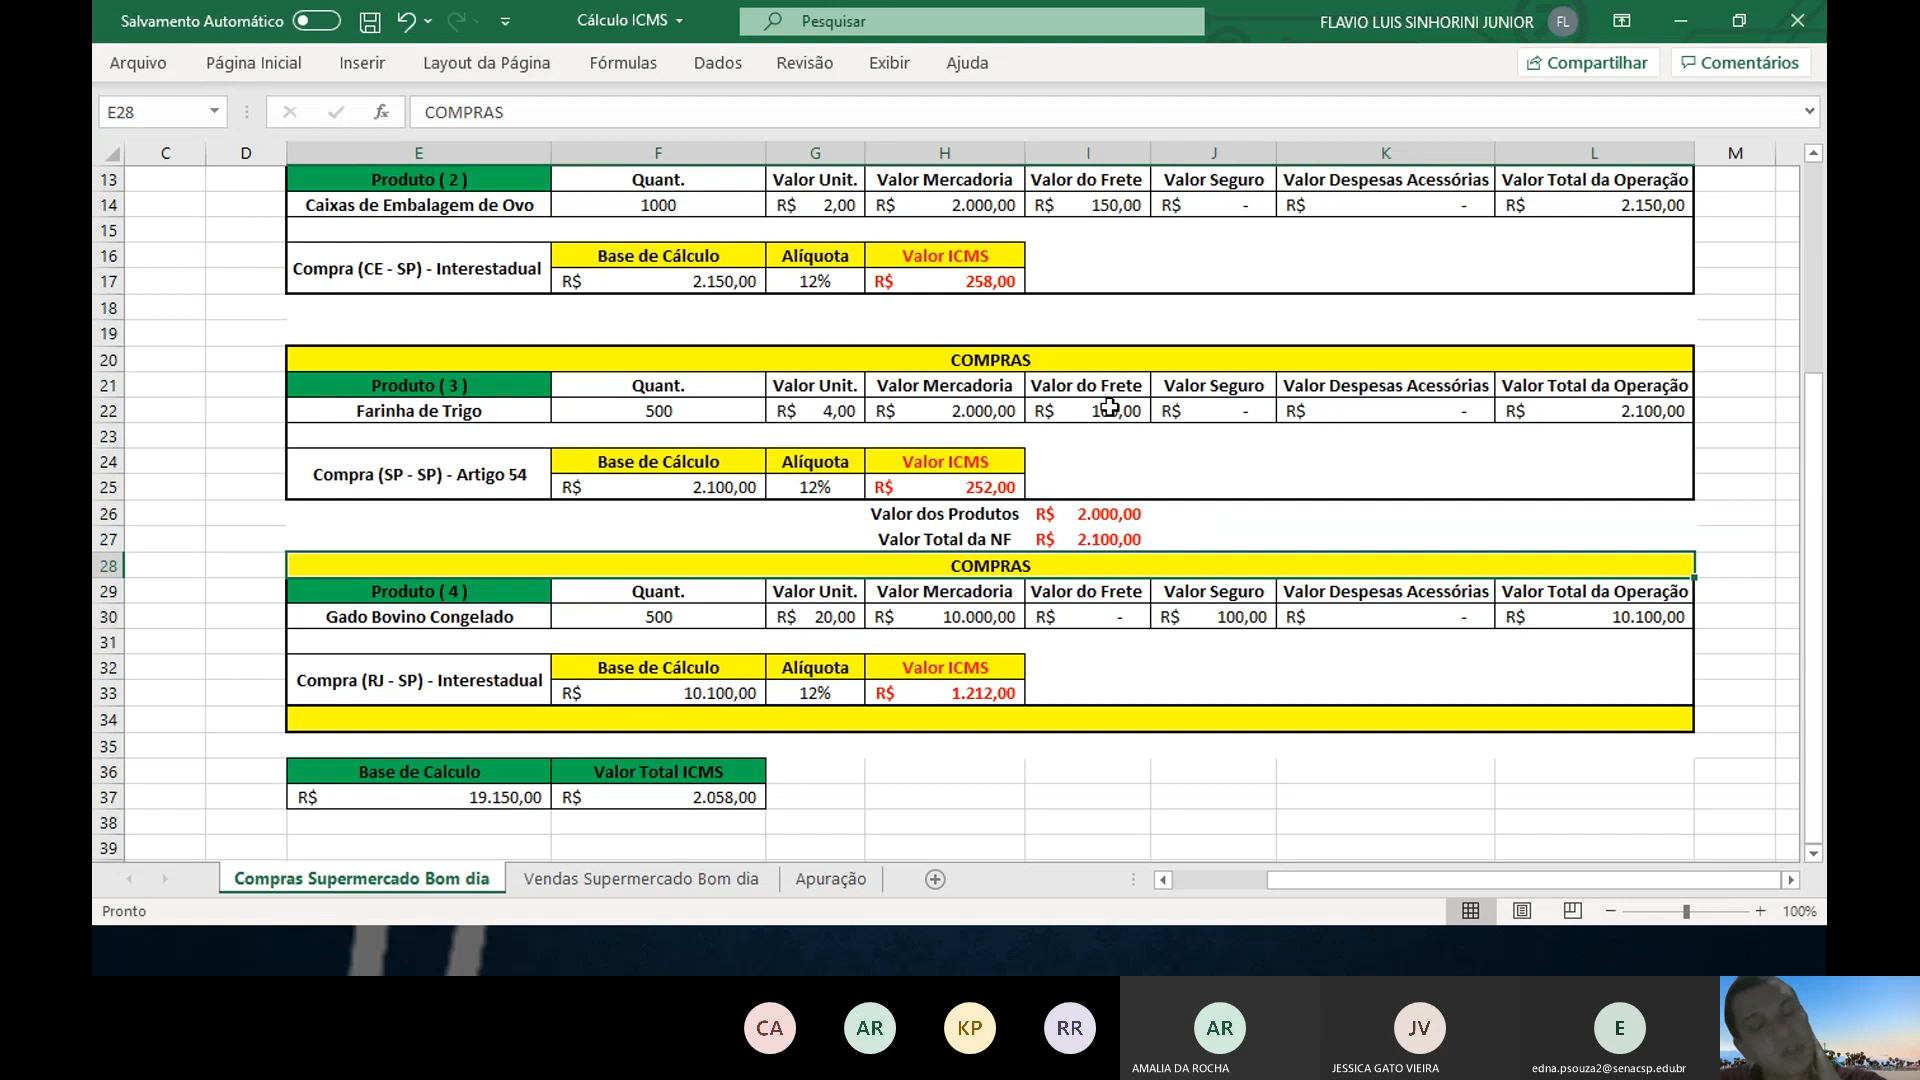 Salvamento Automático
Cálculo ICMS
Pesquisar
FLAVIO LUIS SINHORINI JUNIOR FL
Arquivo Página Inicial Inserir Layout da Página Fórmulas Dados Revisão Exibir Ajuda Compartilhar Comentários
E28 fx COMPRAS
C D E F G H I J K L M
13 Produto ( 2 ) Quant. Valor Unit. Valor Mercadoria Valor do Frete Valor Seguro Valor Despesas Acessórias Valor Total da Operação
14 Caixas de Embalagem de Ovo 1000 R$ 2,00 R$ 2.000,00 R$ 150,00 R$ - R$ - R$ 2.150,00
15
16 Base de Cálculo Alíquota Valor ICMS
Compra (CE - SP) - Interestadual
17 R$ 2.150,00 12% R$ 258,00
18
19
20 COMPRAS
21 Produto ( 3 ) Quant. Valor Unit. Valor Mercadoria Valor do Frete Valor Seguro Valor Despesas Acessórias Valor Total da Operação
22 Farinha de Trigo 500 R$ 4,00 R$ 2.000,00 R$ R$ - R$ - R$ 2.100,00
23
24 Base de Cálculo Alíquota Valor ICMS
Compra (SP - SP) - Artigo 54
25 R$ 2.100,00 12% R$ 252,00
26 Valor dos Produtos R$ 2.000,00
27 Valor Total da NF R$ 2.100,00
28 COMPRAS
29 Produto ( 4 ) Quant. Valor Unit. Valor Mercadoria Valor do Frete Valor Seguro Valor Despesas Acessórias Valor Total da Operação
30 Gado Bovino Congelado 500 R$ 20,00 R$ 10.000,00 R$ - R$ 100,00 R$ - R$ 10.100,00
31
32 Base de Cálculo Alíquota Valor ICMS
Compra (RJ - SP) - Interestadual
33 R$ 10.100,00 12% R$ 1.212,00
34
35
36 Base de Calculo Valor Total ICMS
37 R$ 19.150,00 R$ 2.058,00
38
39
Compras Supermercado Bom dia Vendas Supermercado Bom dia Apuração
Pronto 100%
CA AR KP RR AR JV E
AMALIA DA ROCHA JESSICA GATO VIEIRA edna.psouza2@senacsp.edu.br